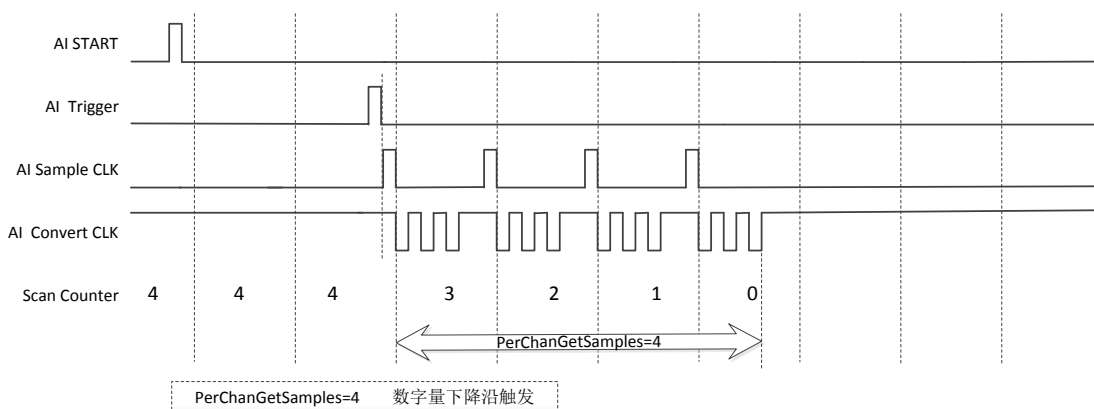 AI START
AI Trigger
AI Sample CLK
AI Convert CLK
Scan Counter 4 4 4 3 2 1 0
PerChanGetSamples=4
PerChanGetSamples=4 数字量下降沿触发